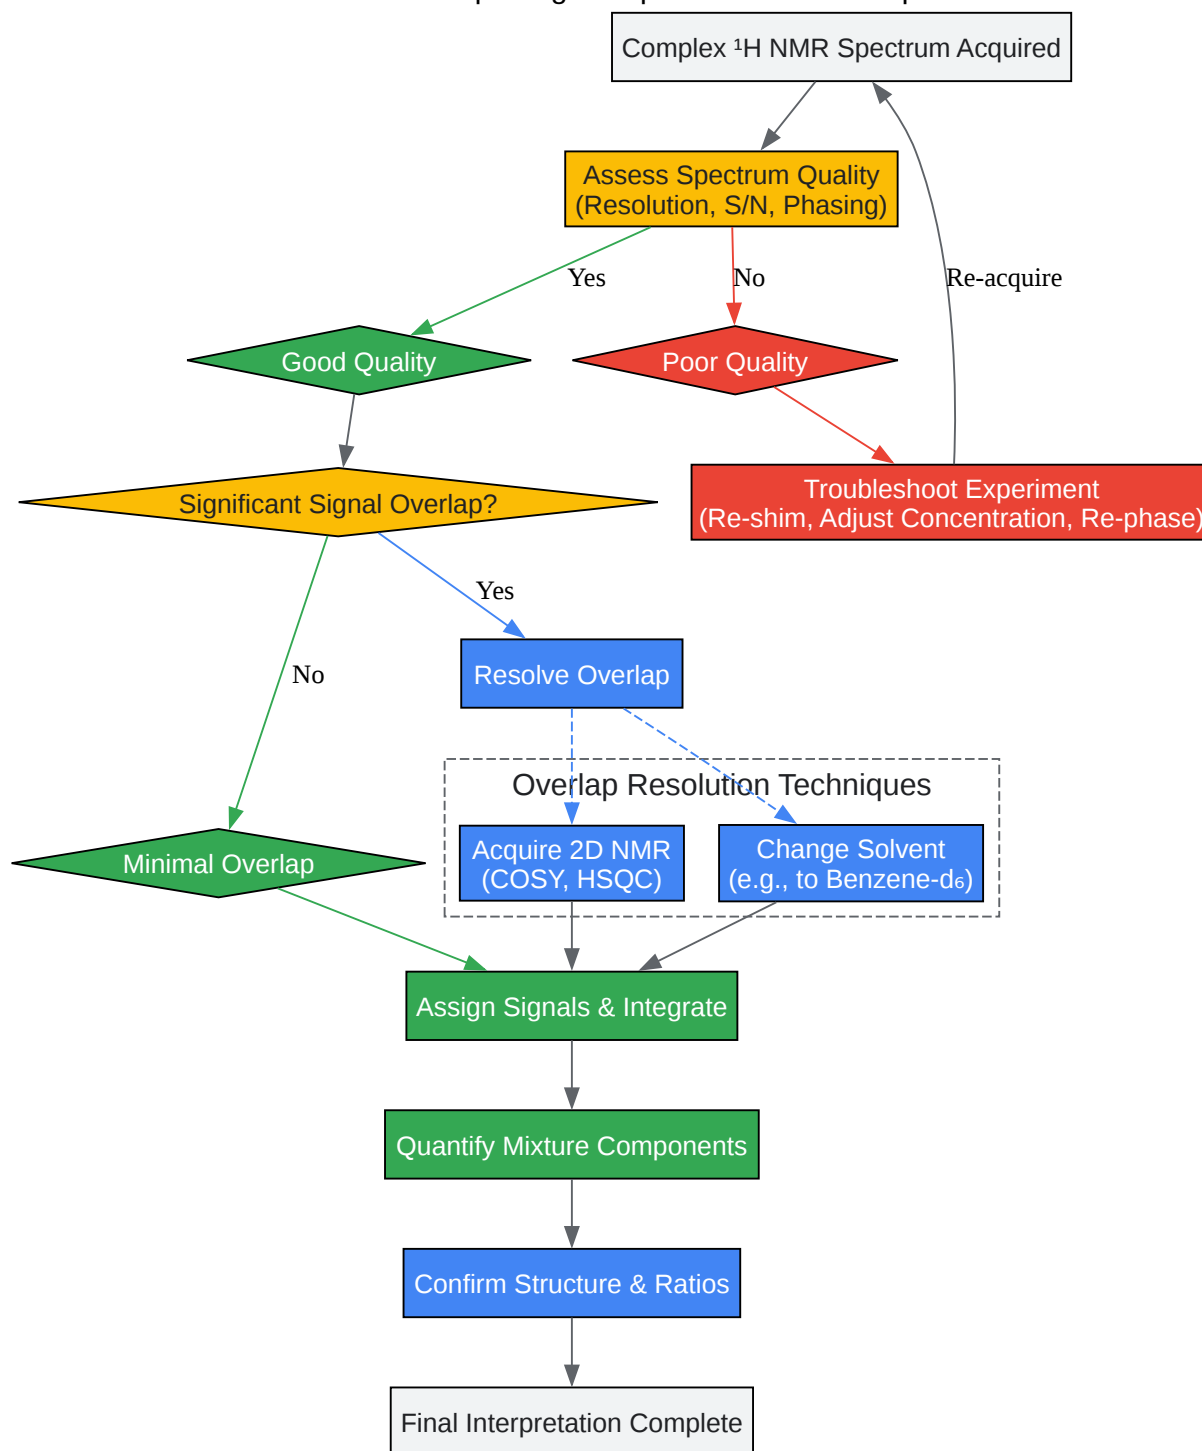 Complex ¹H NMR Spectrum Acquired
Assess Spectrum Quality
(Resolution, S/N, Phasing)
Yes
No
Re-acquire
Good Quality
Poor Quality
Significant Signal Overlap?
Troubleshoot Experiment
(Re-shim, Adjust Concentration, Re-phase)
Yes
No
Resolve Overlap
Overlap Resolution Techniques
Acquire 2D NMR
(COSY, HSQC)
Change Solvent
(e.g., to Benzene-d₆)
Minimal Overlap
Assign Signals & Integrate
Quantify Mixture Components
Confirm Structure & Ratios
Final Interpretation Complete